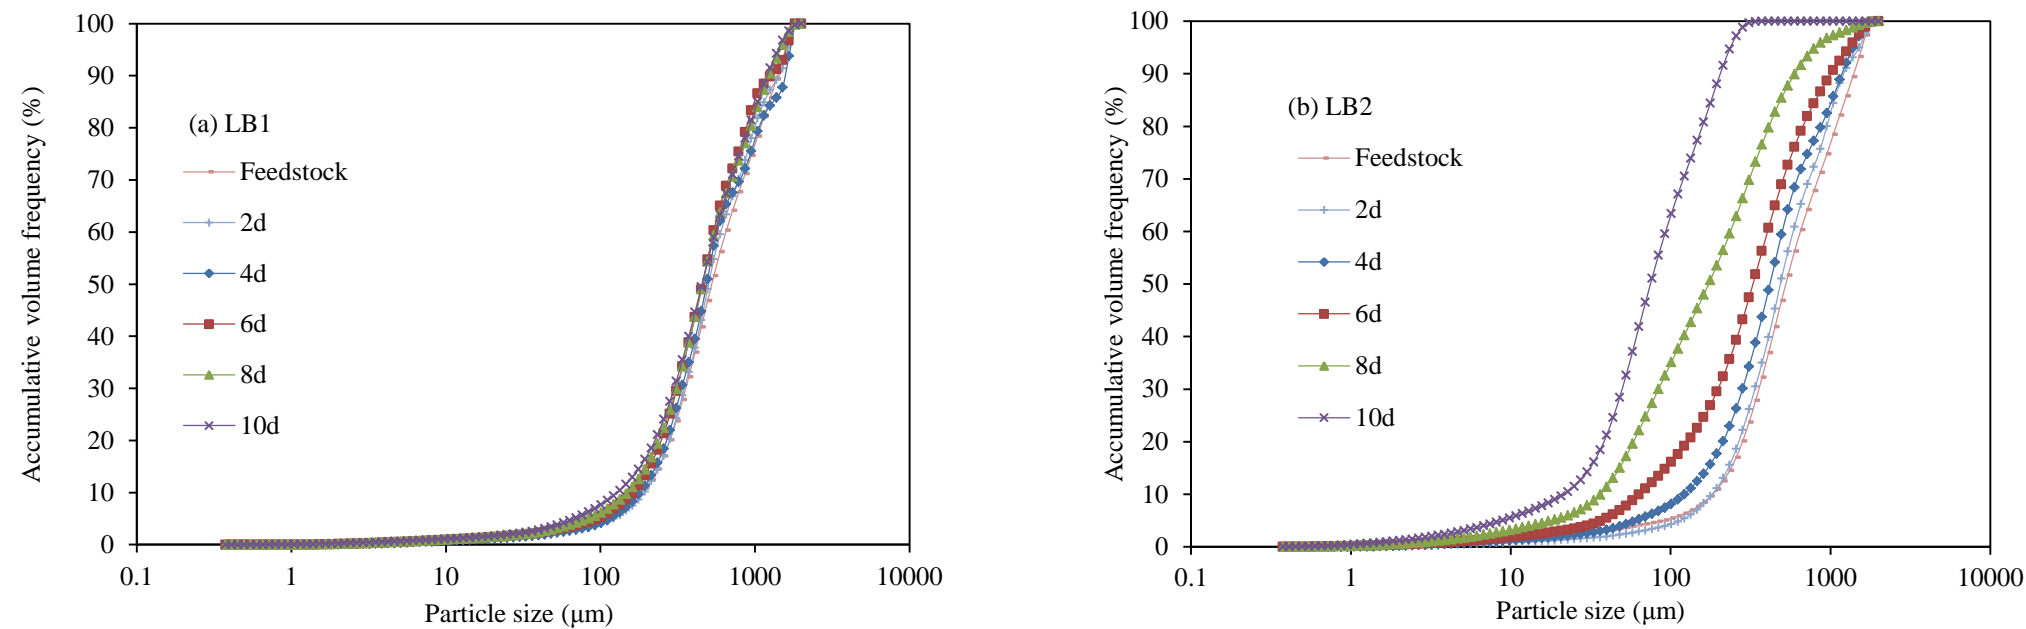 Accumulative volume frequency (%)
100
90
80
70
60
50
40
30
20
10
0
0.1
1
10
100
1000
10000
Particle size (μm)
(a) LB1
Feedstock
2d
4d
6d
8d
10d
Accumulative volume frequency (%)
100
90
80
70
60
50
40
30
20
10
0
0.1
1
10
100
1000
10000
Particle size (μm)
(b) LB2
Feedstock
2d
4d
6d
8d
10d